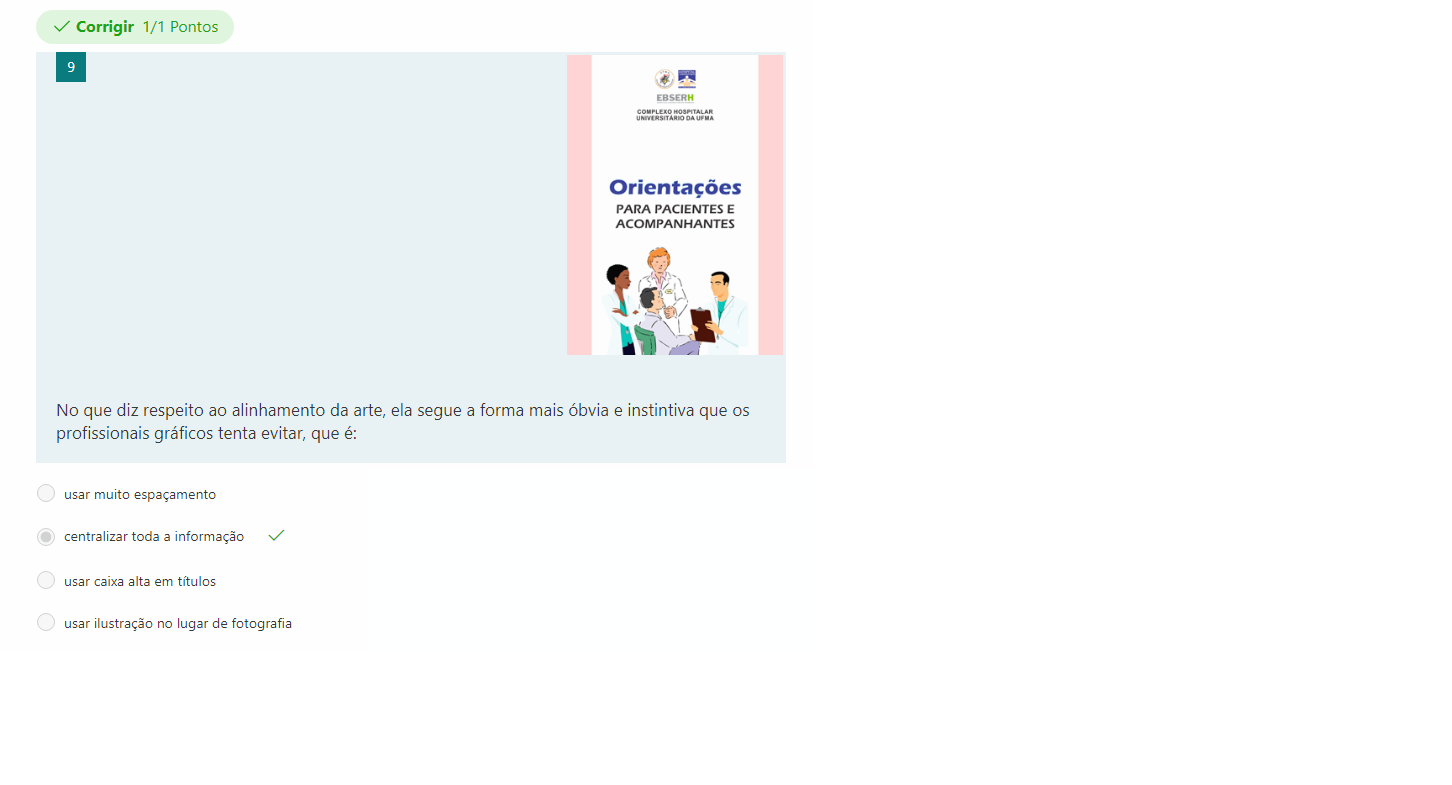 Corrigir 1/1 Pontos
9
EBSERH
COMPLEXO HOSPITALAR
UNIVERSITÁRIO DA UFMA
Orientações
PARA PACIENTES E
ACOMPANHANTES
No que diz respeito ao alinhamento da arte, ela segue a forma mais óbvia e instintiva que os
profissionais gráficos tenta evitar, que é:
usar muito espaçamento
centralizar toda a informação
usar caixa alta em títulos
usar ilustração no lugar de fotografia